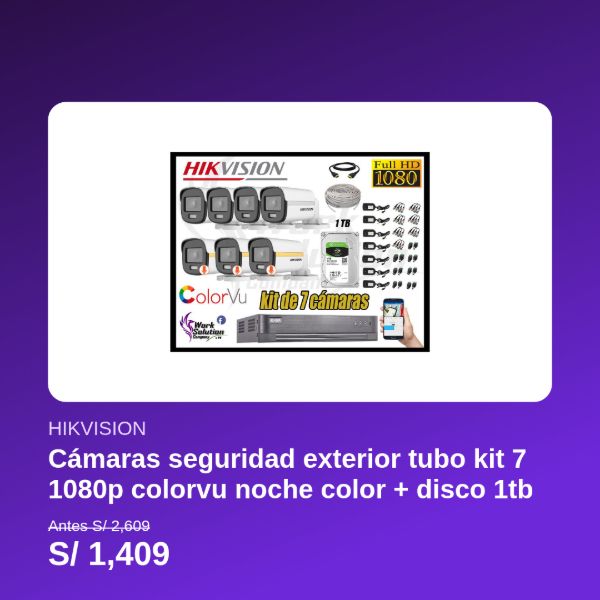 HIKVISION
Full HD
1080
1 TB
ColorVu
kit de 7 cámaras
Work
Solution
Company
HIKVISION
Cámaras seguridad exterior tubo kit 7
1080p colorvu noche color + disco 1tb
Antes S/ 2,609
S/ 1,409